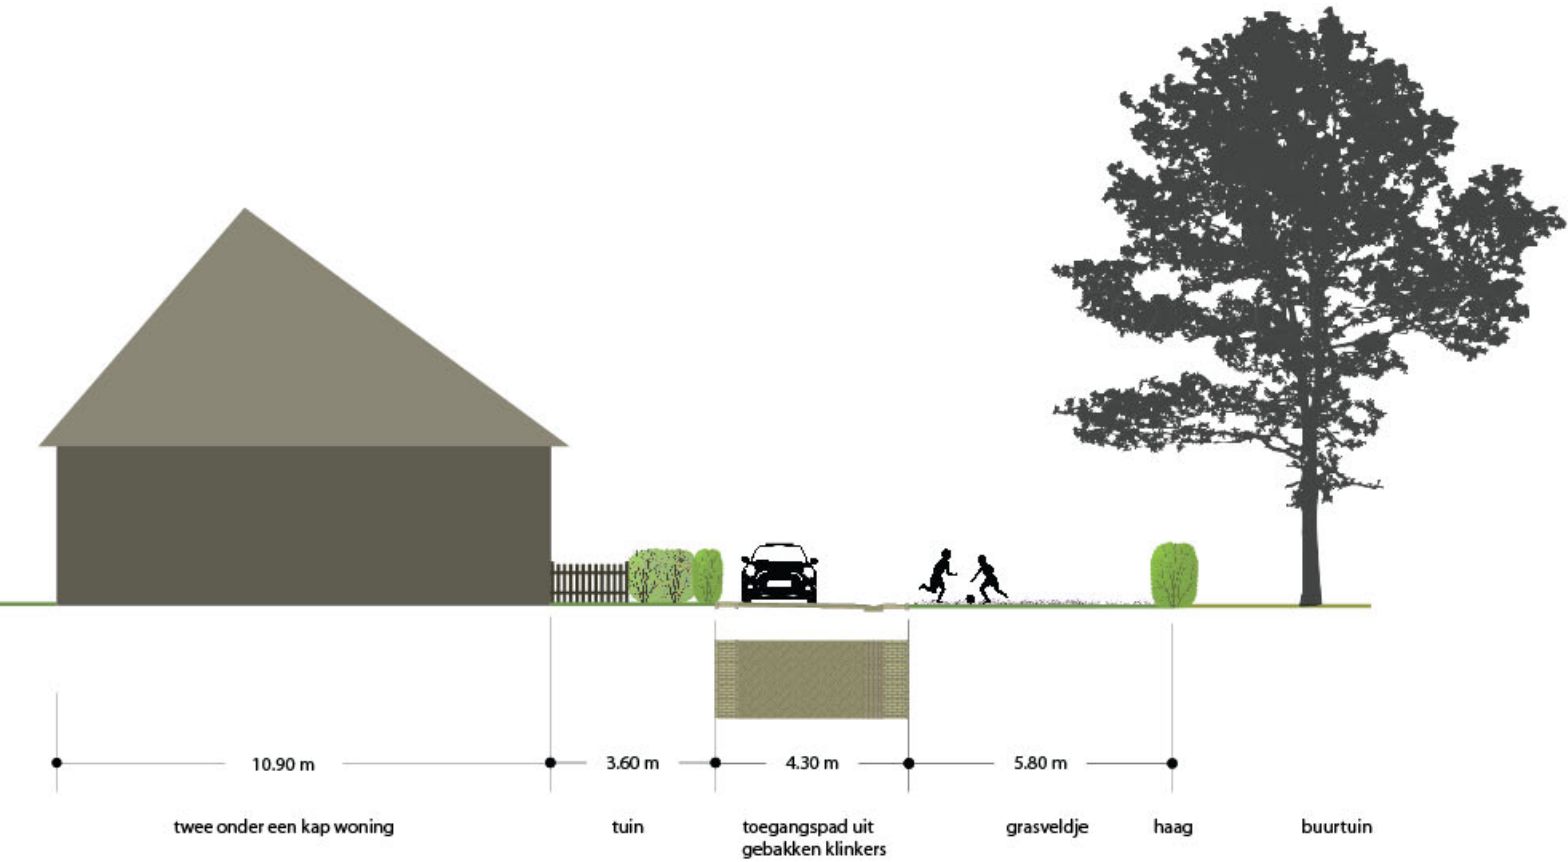 10.90 m
3.60 m
4.30 m
5.80 m
twee onder een kap woning
tuin
toegangspad uit
gebakken klinkers
grasveldje
haag
buurtuin